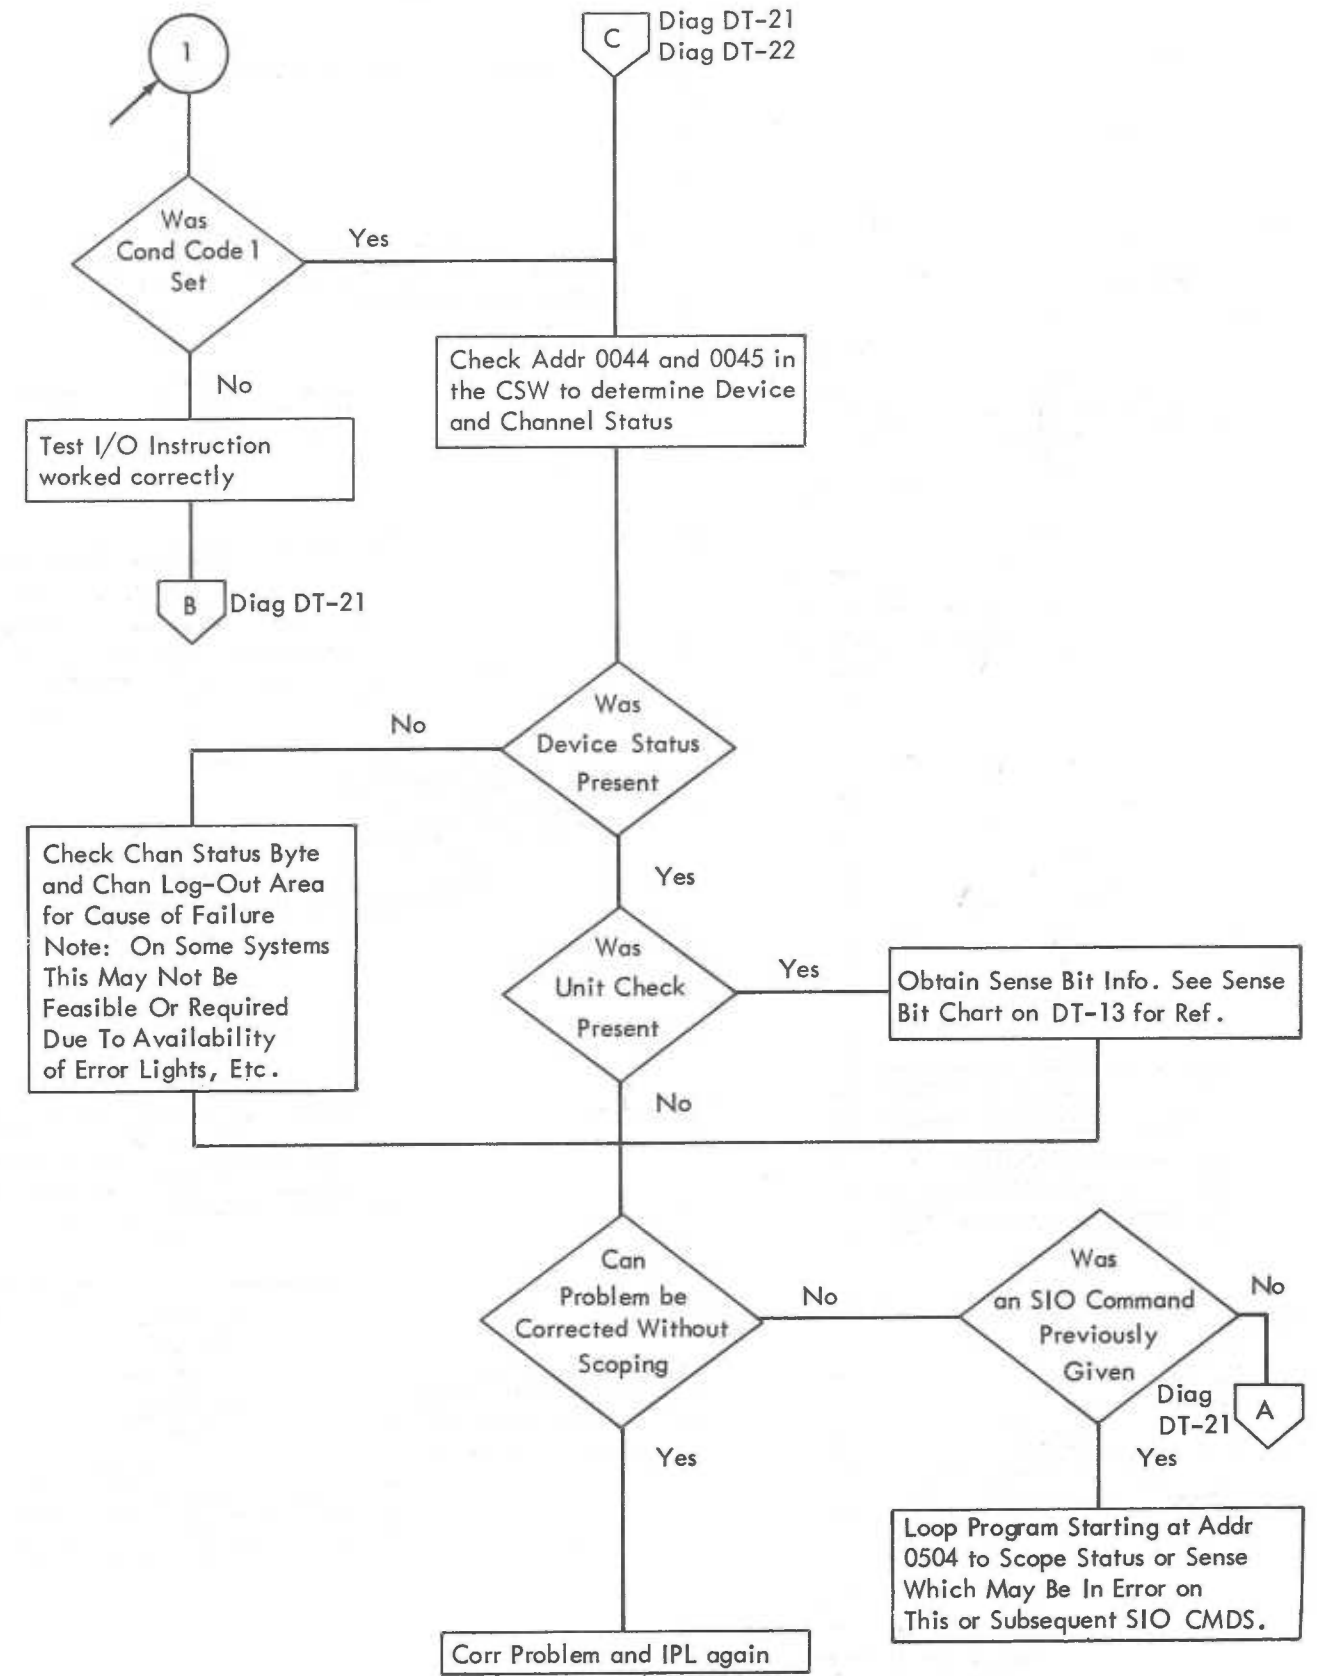 1
C
Diag DT-21
Diag DT-22
Was
Cond Code 1
Set
Yes
No
Check Addr 0044 and 0045 in
the CSW to determine Device
and Channel Status
Test I/O Instruction
worked correctly
B
Diag DT-21
Was
Device Status
Present
No
Yes
Check Chan Status Byte
and Chan Log-Out Area
for Cause of Failure
Note: On Some Systems
This May Not Be
Feasible Or Required
Due To Availability
of Error Lights, Etc.
Was
Unit Check
Present
Yes
No
Obtain Sense Bit Info. See Sense
Bit Chart on DT-13 for Ref.
Can
Problem be
Corrected Without
Scoping
No
Yes
Was
an SIO Command
Previously
Given
No
Diag
DT-21
A
Yes
Loop Program Starting at Addr
0504 to Scope Status or Sense
Which May Be In Error on
This or Subsequent SIO CMDS.
Corr Problem and IPL again